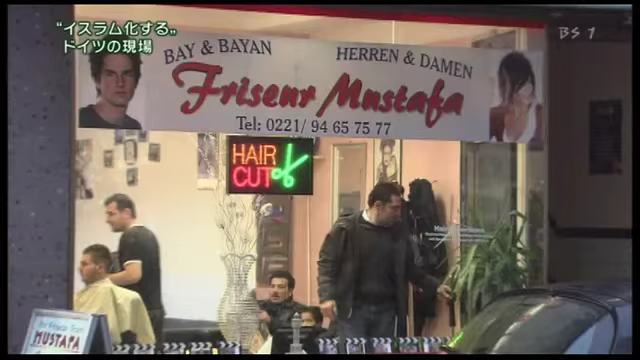 “イスラム化する„
ドイツの現場
BS 1
BAY & BAYAN
HERREN & DAMEN
Friseur Mustafa
Tel: 0221/ 94 65 75 77
HAIR
CUT
MUSTAFA